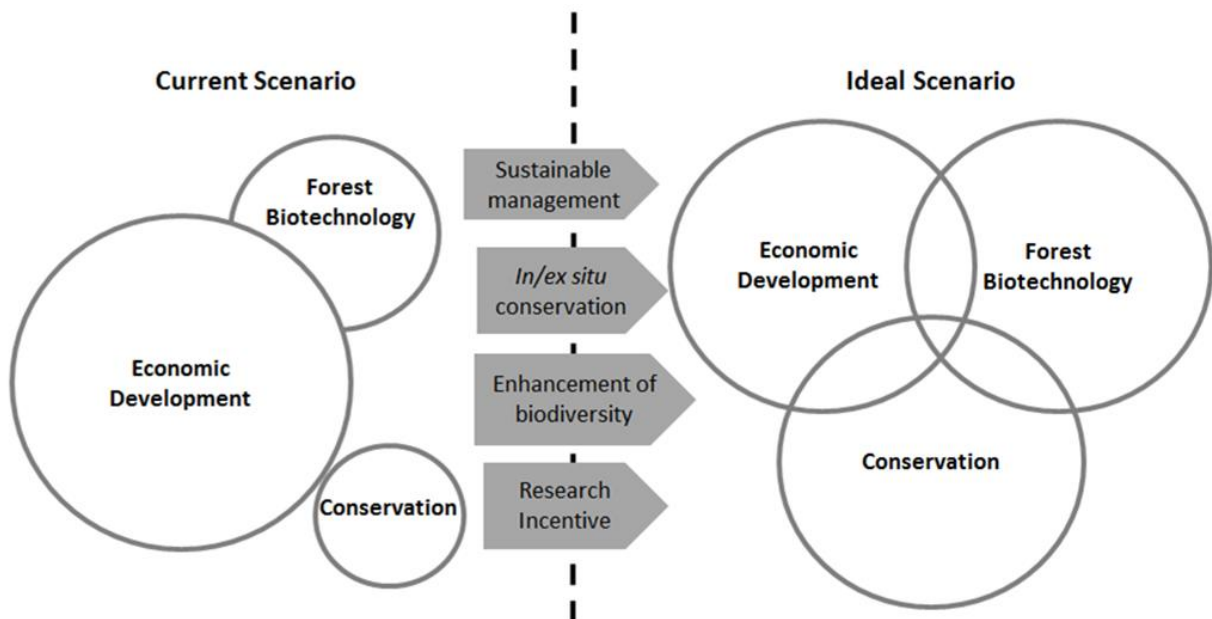 Current Scenario
Forest
Biotechnology
Economic
Development
Conservation
Sustainable
management
In/ex situ
conservation
Enhancement of
biodiversity
Research
Incentive
Ideal Scenario
Economic
Development
Forest
Biotechnology
Conservation